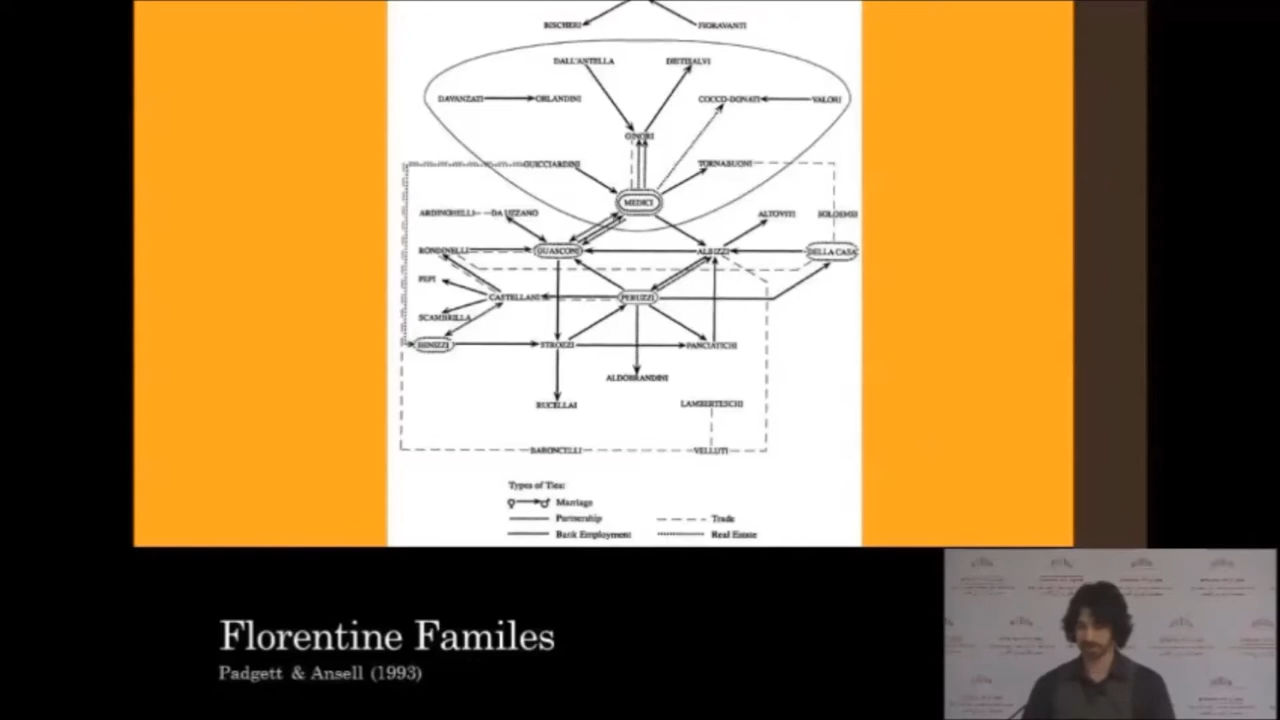 BISCHERI FIORAVANTI
DALL'ANTELLA DIETISALVI
DAVANZATI ORLANDINI COCCO-DONATI VALORI
GINORI
GUICCIARDINI TORNABUONI
MEDICI
ARDINGHELLI DA UZZANO ALTOVITI
RONDINELLI GUASCONI ALBIZZI DELLA CASA
PEPI
CASTELLANI PERUZZI
SCAMBRILLA
STROZZI PANCIATICHI
ALDOBRANDINI
RUCELLAI LAMBERTESCHI
BARONCELLI VELLUTI
Types of Ties:
Marriage
Partnership Trade
Bank Employment Real Estate
Florentine Familes
Padgett & Ansell (1993)